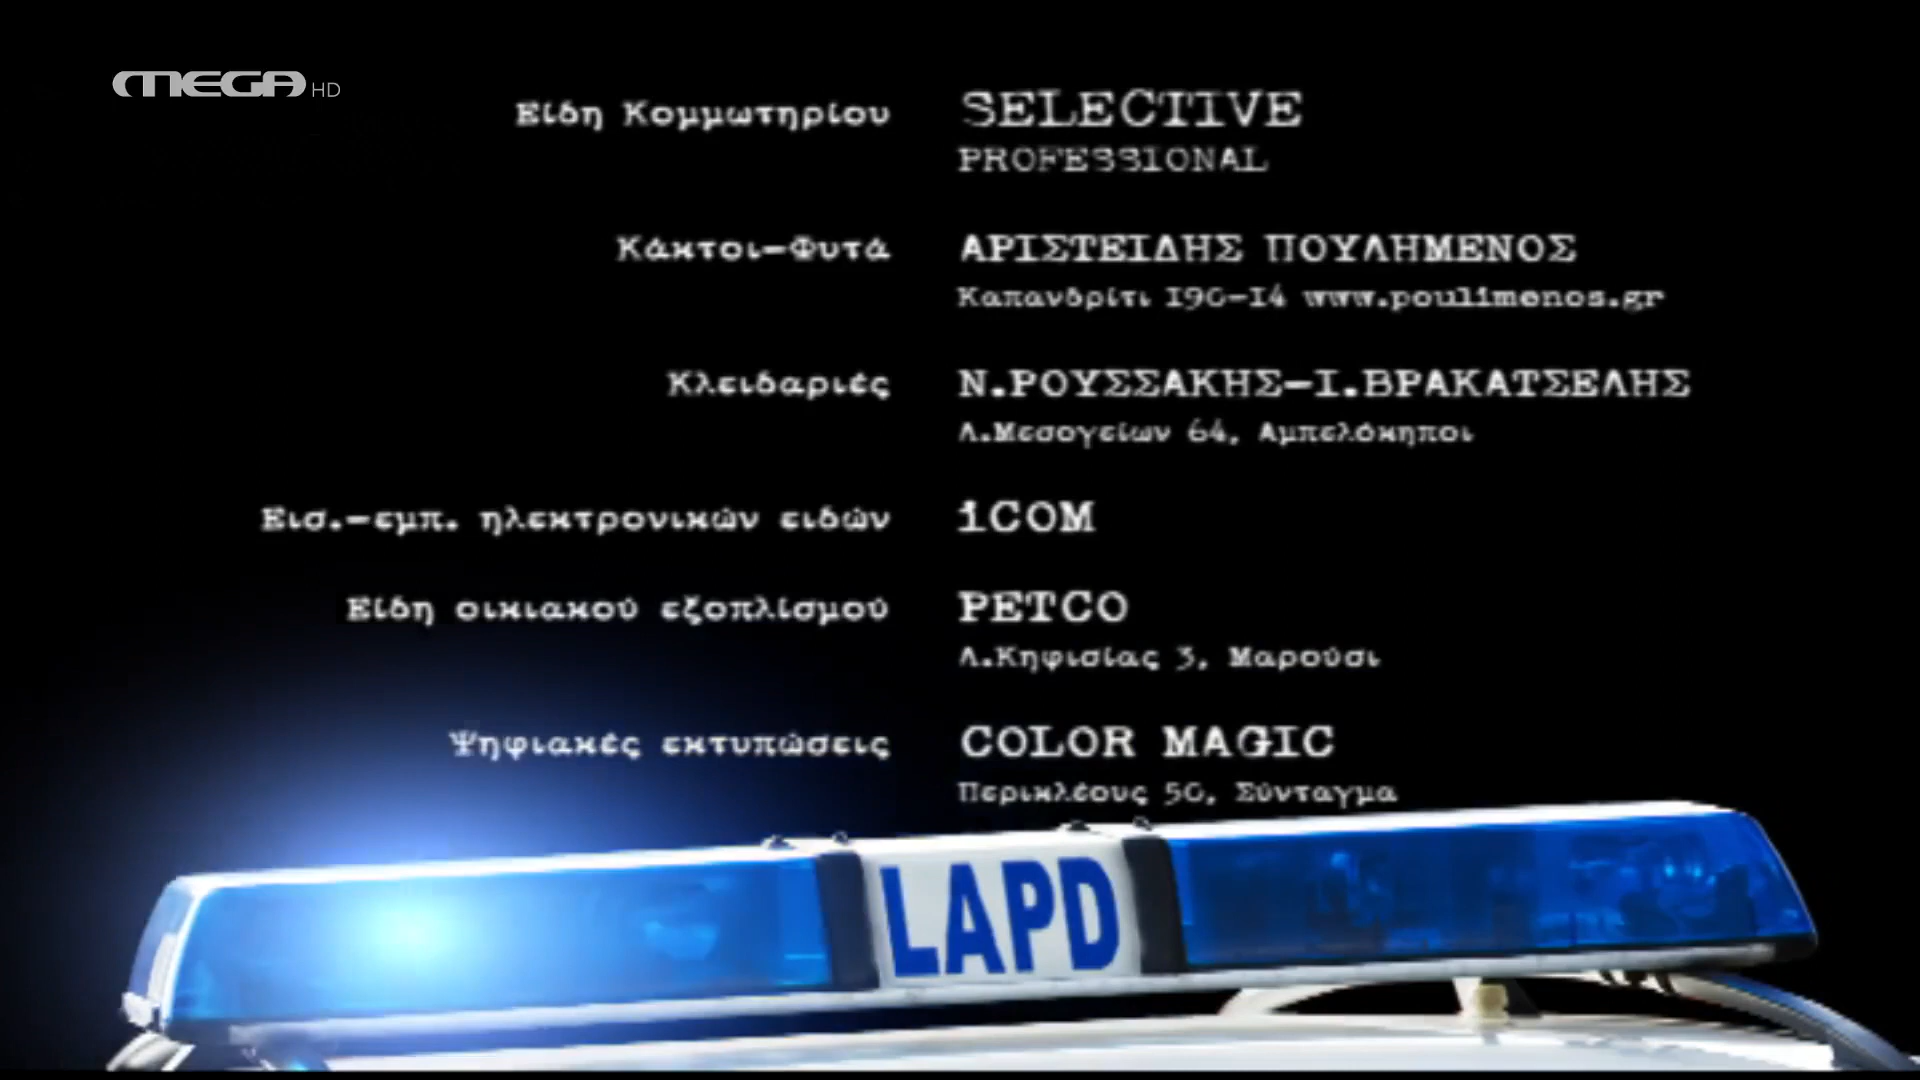 MEGA HD
Είδη Κομμωτηρίου SELECTIVE
PROFESSIONAL
Κάκτοι-Φυτά ΑΡΙΣΤΕΙΔΗΣ ΠΟΥΛΗΜΕΝΟΣ
Καπανδρίτι 190-14 www.poulimenos.gr
Κλειδαριές Ν.ΡΟΥΣΣΑΚΗΣ-Ι.ΒΡΑΚΑΤΣΕΛΗΣ
Λ.Μεσογείων 64, Αμπελόκηποι
Εισ.-εμπ. ηλεκτρονικών ειδών iCOM
Είδη οικιακού εξοπλίσμού PETCO
Λ.Κηφισίας 3, Μαρούσι
Ψηφιακές εκτυπώσεις COLOR MAGIC
Περικλέους 50, Σύνταγμα
LAPD